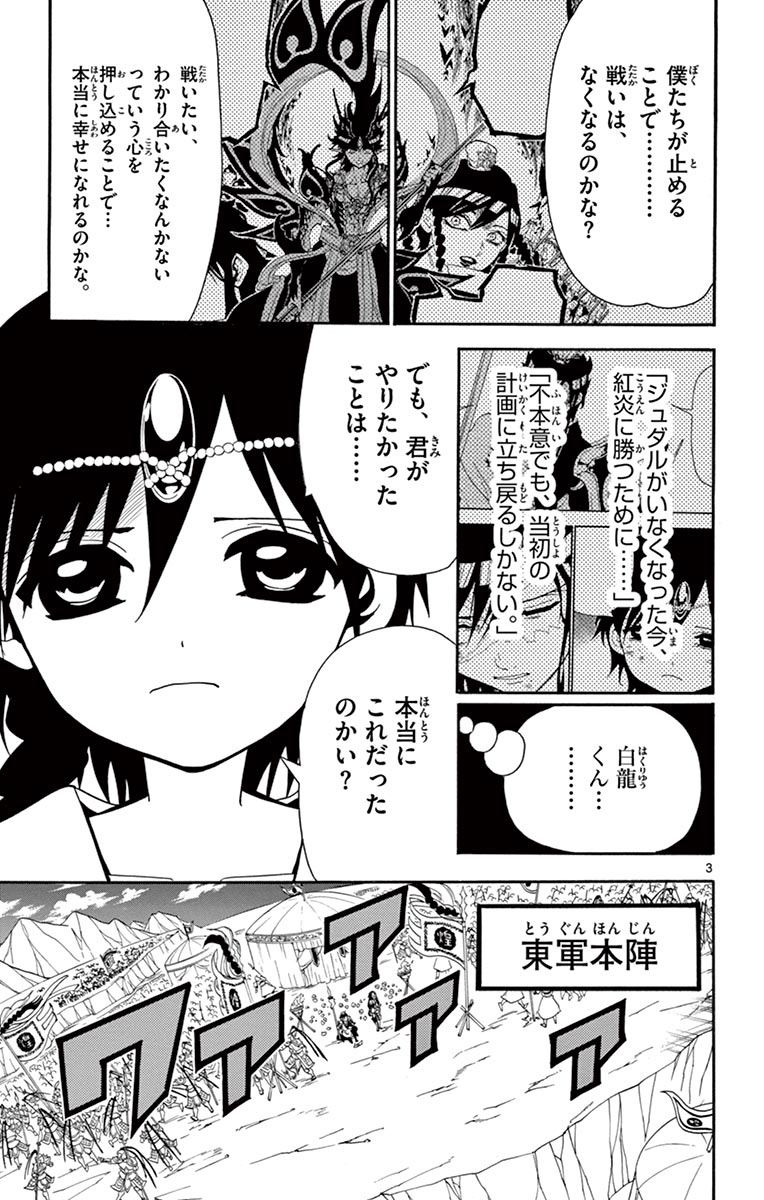 僕たちが止める
ことで…………
戦いは、
なくなるのかな?
戦いたい、
わかり合いたくなんかない
っていう心を
押し込めることで…
本当に幸せになれるのかな。
「ジュダルがいなくなった今、
紅炎に勝つために……」
「不本意でも、当初の
計画に立ち戻るしかない。」
でも、君が
やりたかった
ことは……
白龍
くん…
………
本当に
これだった
のかい?
3
東軍本陣
ワァァァァ
煌